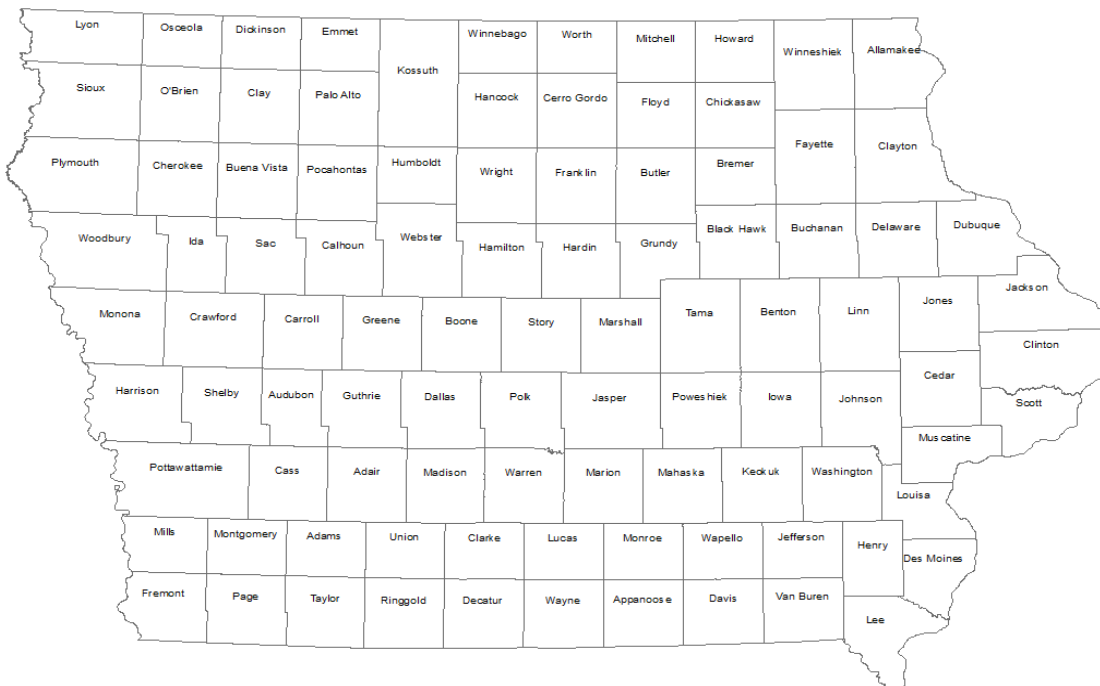 Lyon
Osceola
Dickinson
Emmet
Kossuth
Winnebago
Worth
Mitchell
Howard
Winneshiek
Allamakee
Sioux
O'Brien
Clay
Palo Alto
Hancock
Cerro Gordo
Floyd
Chickasaw
Fayette
Clayton
Plymouth
Cherokee
Buena Vista
Pocahontas
Humboldt
Wright
Franklin
Butler
Bremer
Woodbury
Ida
Sac
Calhoun
Webster
Hamilton
Hardin
Grundy
Black Hawk
Buchanan
Delaware
Dubuque
Monona
Crawford
Carroll
Greene
Boone
Story
Marshall
Tama
Benton
Linn
Jones
Jackson
Clinton
Harrison
Shelby
Audubon
Guthrie
Dallas
Polk
Jasper
Poweshiek
Iowa
Johnson
Cedar
Scott
Muscatine
Pottawattamie
Cass
Adair
Madison
Warren
Marion
Mahaska
Keokuk
Washington
Louisa
Mills
Montgomery
Adams
Union
Clarke
Lucas
Monroe
Wapello
Jefferson
Henry
Des Moines
Fremont
Page
Taylor
Ringgold
Decatur
Wayne
Appanoose
Davis
Van Buren
Lee